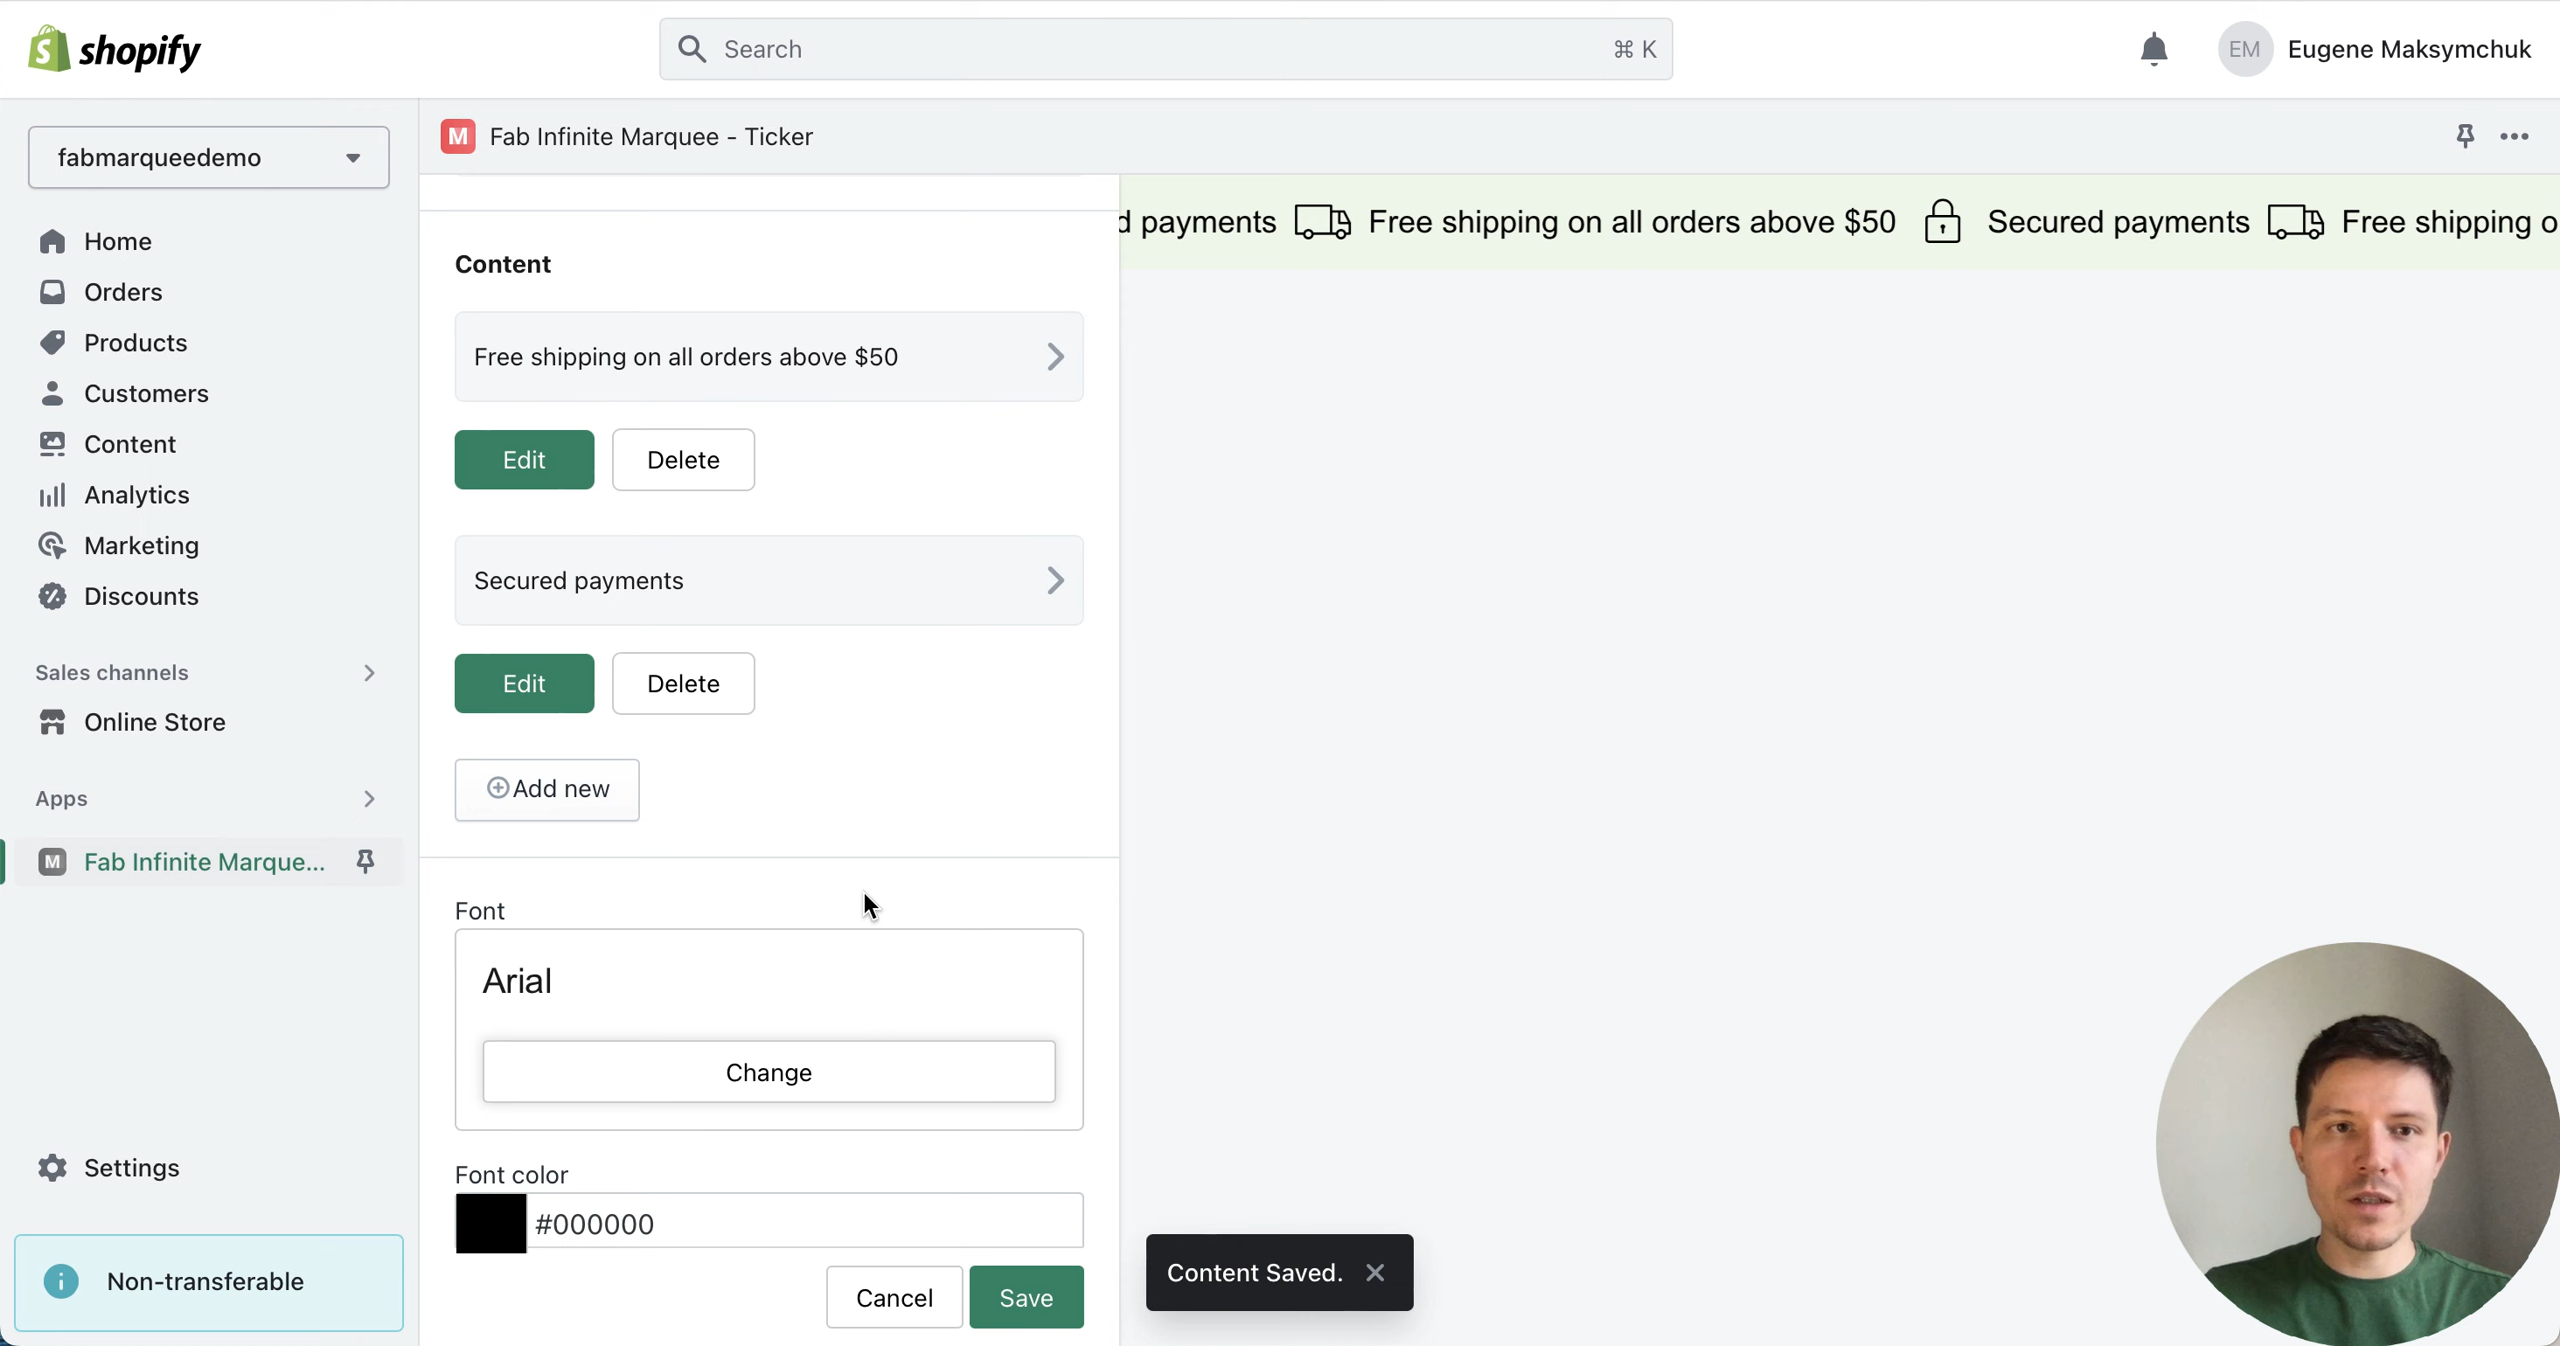 shopify
Search
⌘ K
EM
Eugene Maksymchuk
fabmarqueedemo
Home
Orders
Products
Customers
Content
Analytics
Marketing
Discounts
Sales channels
Online Store
Apps
M
Fab Infinite Marque...
Settings
Non-transferable
M
Fab Infinite Marquee - Ticker
Content
Free shipping on all orders above $50
Edit
Delete
Secured payments
Edit
Delete
Add new
Font
Arial
Change
Font color
#000000
Cancel
Save
d payments Free shipping on all orders above $50 Secured payments Free shipping o
Content Saved.